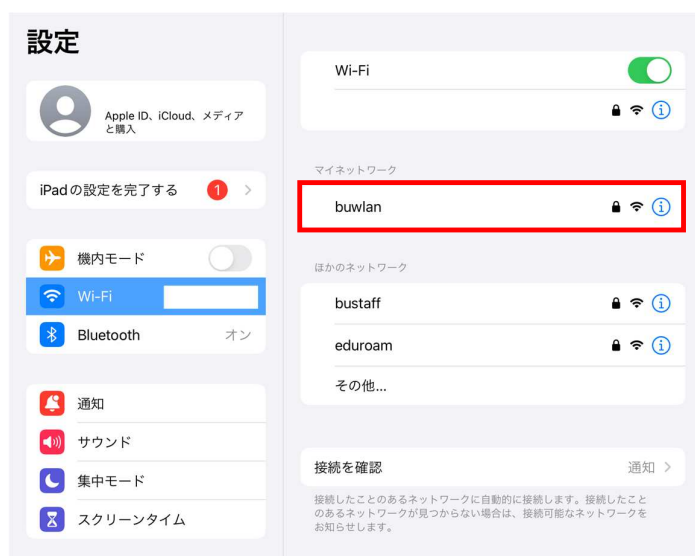 設定
Apple ID、iCloud、メディア
と購入
iPadの設定を完了する 1
機内モード
Wi-Fi
Bluetooth オン
通知
サウンド
集中モード
スクリーンタイム
Wi-Fi
マイネットワーク
buwlan
ほかのネットワーク
bustaff
eduroam
その他...
接続を確認 通知
接続したことのあるネットワークに自動的に接続します。接続したこと
のあるネットワークが見つからない場合は、接続可能なネットワークを
お知らせします。